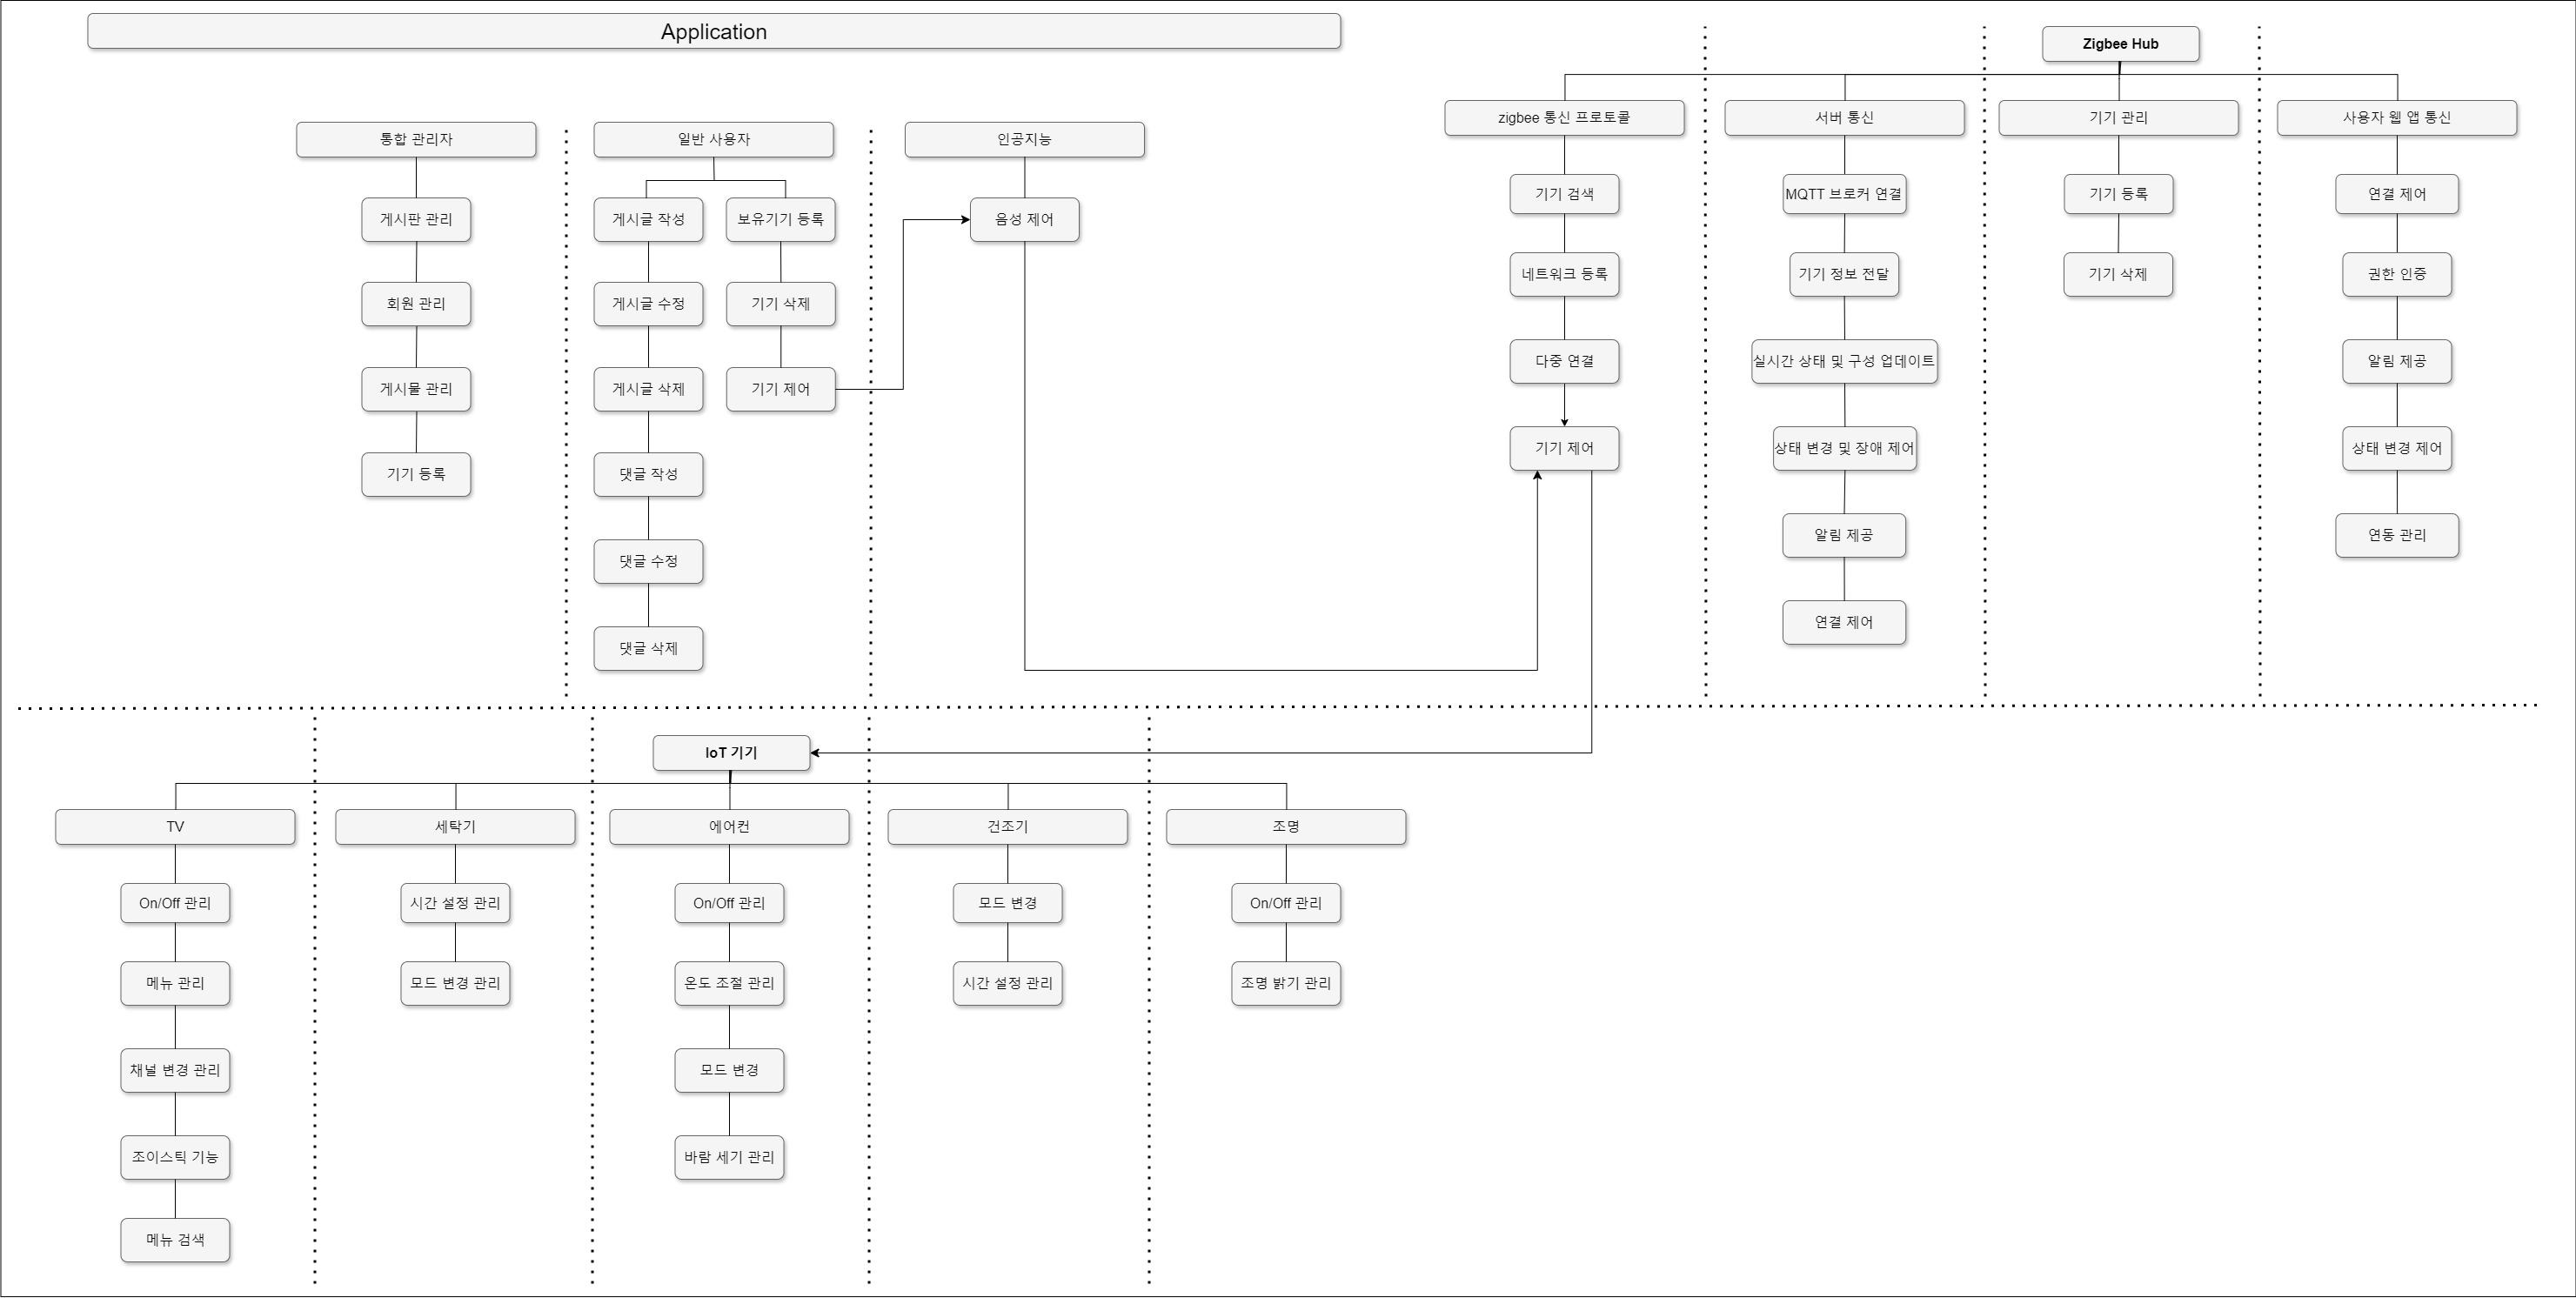 Application
통합 관리자
게시판 관리
회원 관리
게시물 관리
기기 등록
일반 사용자
게시글 작성
게시글 수정
게시글 삭제
댓글 작성
댓글 수정
댓글 삭제
보유기기 등록
기기 삭제
기기 제어
인공지능
음성 제어
Zigbee Hub
zigbee 통신 프로토콜
기기 검색
네트워크 등록
다중 연결
기기 제어
서버 통신
MQTT 브로커 연결
기기 정보 전달
실시간 상태 및 구성 업데이트
상태 변경 및 장애 제어
알림 제공
연결 제어
기기 관리
기기 등록
기기 삭제
사용자 웹 앱 통신
연결 제어
권한 인증
알림 제공
상태 변경 제어
연동 관리
IoT 기기
TV
On/Off 관리
메뉴 관리
채널 변경 관리
조이스틱 기능
메뉴 검색
세탁기
시간 설정 관리
모드 변경 관리
에어컨
On/Off 관리
온도 조절 관리
모드 변경
바람 세기 관리
건조기
모드 변경
시간 설정 관리
조명
On/Off 관리
조명 밝기 관리